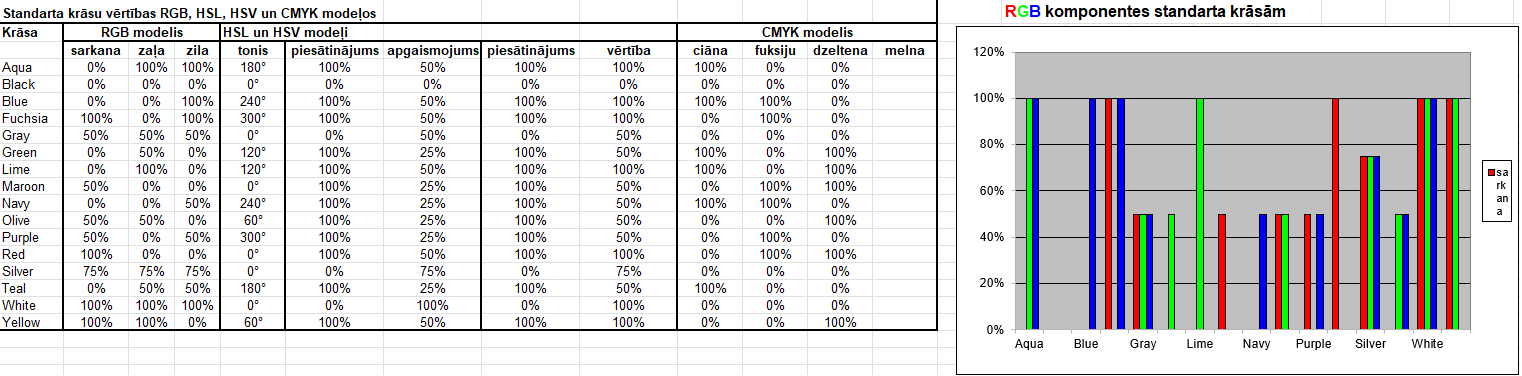 Standarta krāsu vērtības RGB, HSL, HSV un CMYK modeļos
Krāsa RGB modelis HSL un HSV modeļi CMYK modelis
sarkana zaļa zila tonis piesātinājums apgaismojums piesātinājums vērtība ciāna fuksiju dzeltena melna
Aqua 0% 100% 100% 180° 100% 50% 100% 100% 100% 0% 0%
Black 0% 0% 0% 0° 0% 0% 0% 0% 0% 0% 0%
Blue 0% 0% 100% 240° 100% 50% 100% 100% 100% 100% 0%
Fuchsia 100% 0% 100% 300° 100% 50% 100% 100% 0% 100% 0%
Gray 50% 50% 50% 0° 0% 50% 0% 50% 0% 0% 0%
Green 0% 50% 0% 120° 100% 25% 100% 50% 100% 0% 100%
Lime 0% 100% 0% 120° 100% 50% 100% 100% 100% 0% 100%
Maroon 50% 0% 0% 0° 100% 25% 100% 50% 0% 100% 100%
Navy 0% 0% 50% 240° 100% 25% 100% 50% 100% 100% 0%
Olive 50% 50% 0% 60° 100% 25% 100% 50% 0% 0% 100%
Purple 50% 0% 50% 300° 100% 25% 100% 50% 0% 100% 0%
Red 100% 0% 0% 0° 100% 50% 100% 100% 0% 100% 100%
Silver 75% 75% 75% 0° 0% 75% 0% 75% 0% 0% 0%
Teal 0% 50% 50% 180° 100% 25% 100% 50% 100% 0% 0%
White 100% 100% 100% 0° 0% 100% 0% 100% 0% 0% 0%
Yellow 100% 100% 0% 60° 100% 50% 100% 100% 0% 0% 100%
RGB komponentes standarta krāsām
120%
100%
80%
60%
40%
20%
0%
Aqua Blue Gray Lime Navy Purple Silver White
sa
rk
an
a